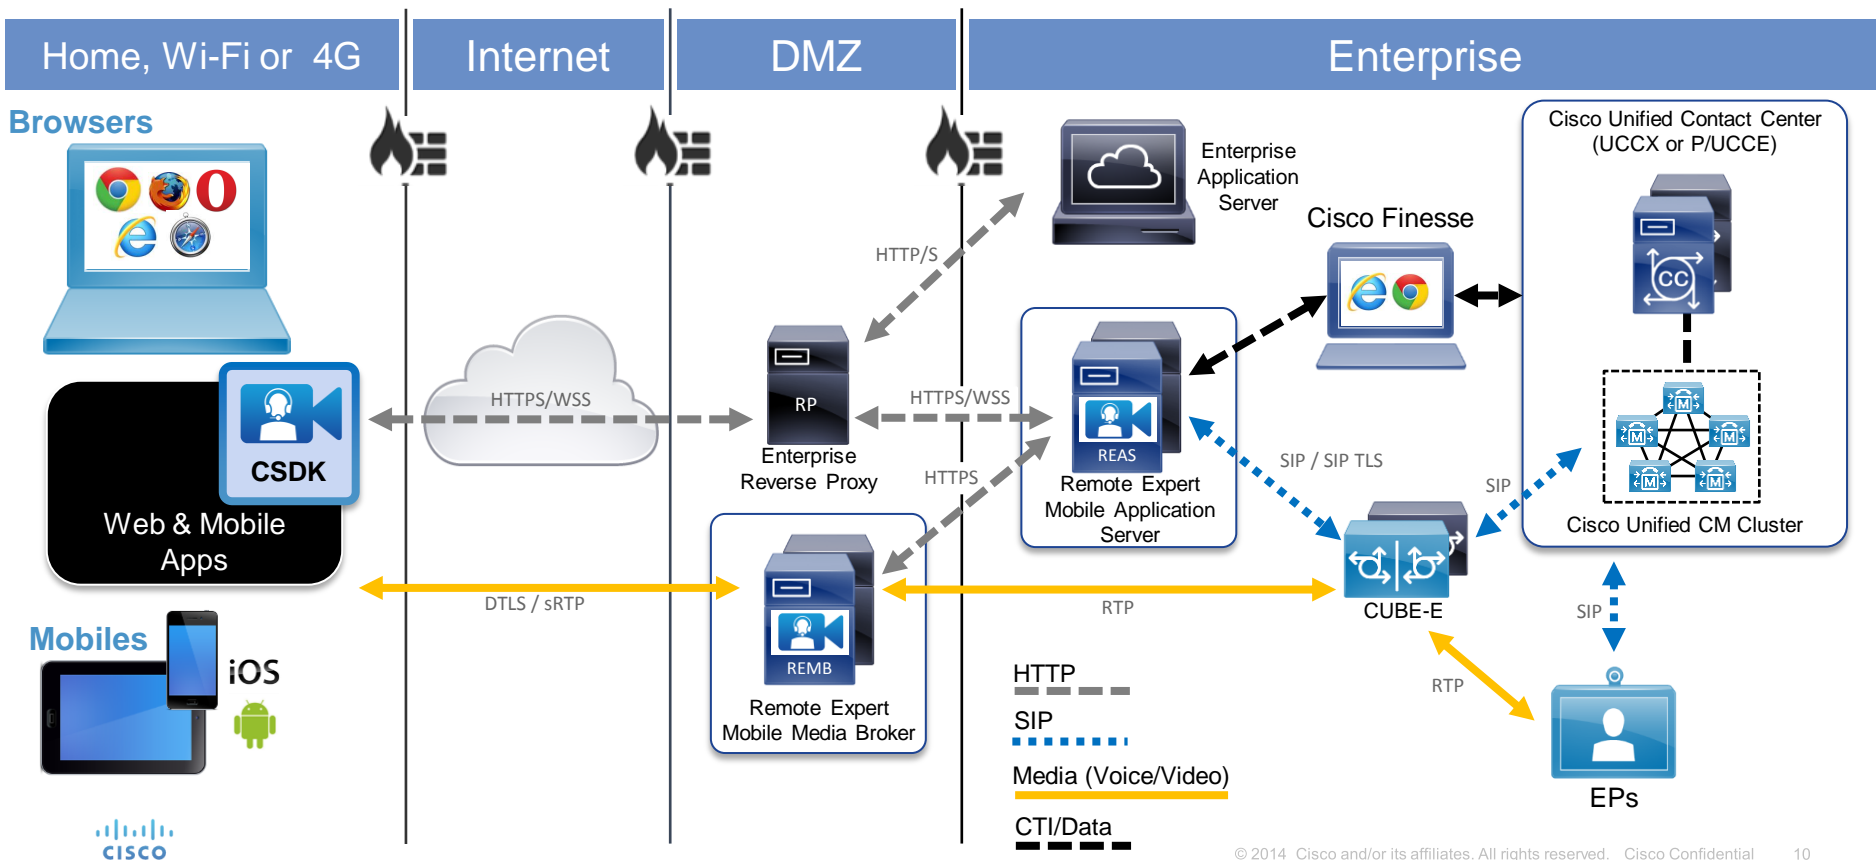 Home, Wi-Fi or 4G
Internet
DMZ
Enterprise
Browsers
CSDK
Web & Mobile
Apps
Mobiles
iOS
CISCO
HTTPS/WSS
DTLS / sRTP
HTTP/S
RP
Enterprise
Reverse Proxy
HTTPS/WSS
HTTPS
REMB
Remote Expert
Mobile Media Broker
Enterprise
Application
Server
REAS
Remote Expert
Mobile Application
Server
Cisco Finesse
Cisco Unified Contact Center
(UCCX or P/UCCE)
CC
M
M
M
M
M
Cisco Unified CM Cluster
SIP / SIP TLS
SIP
CUBE-E
RTP
SIP
RTP
EPs
HTTP
SIP
Media (Voice/Video)
CTI/Data
© 2014 Cisco and/or its affiliates. All rights reserved. Cisco Confidential 10